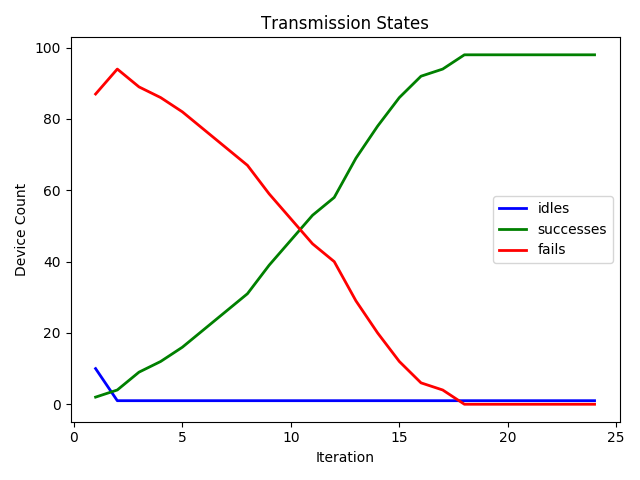 Transmission States
100
80
60
40
20
0
Device Count
idles
successes
fails
0 5 10 15 20 25
Iteration